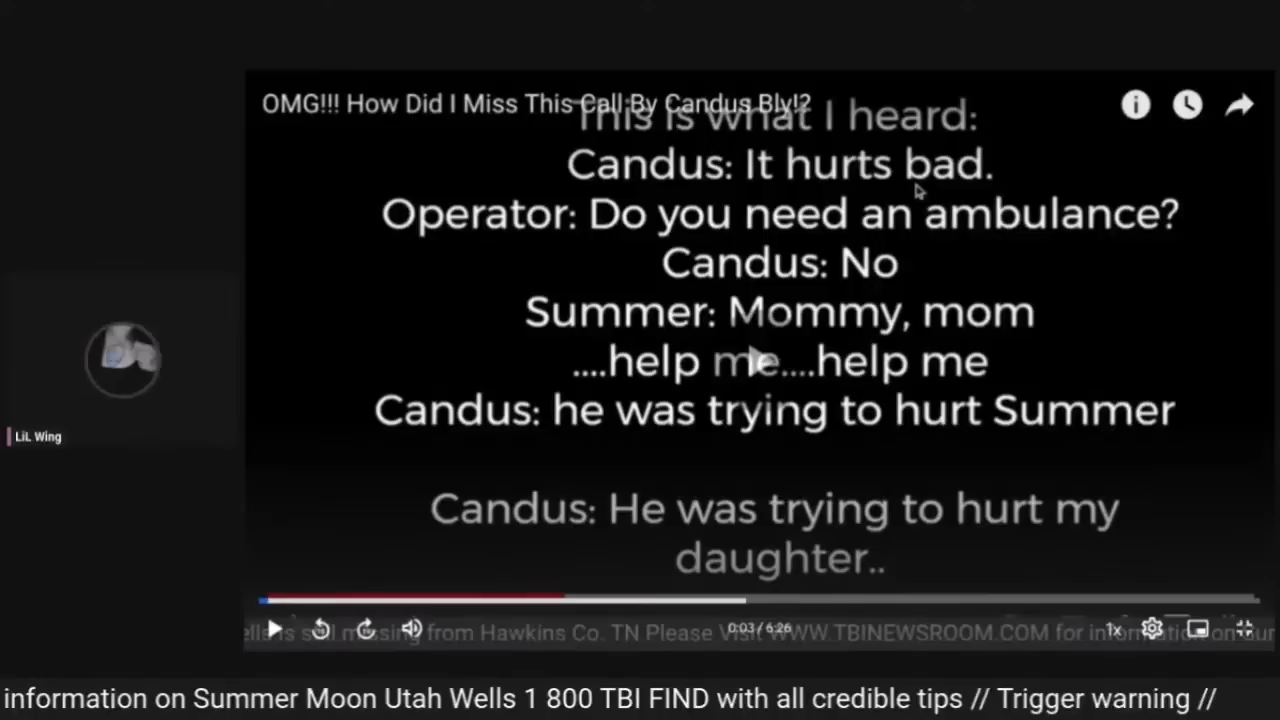 OMG!!! How Did I Miss This Call By Candus Bly!?
This is what I heard:
Candus: It hurts bad.
Operator: Do you need an ambulance?
Candus: No
Summer: Mommy, mom
....help me....help me
Candus: he was trying to hurt Summer
Candus: He was trying to hurt my
daughter..
LiL Wing
0:03 / 6:26
1x
is still missing from Hawkins Co. TN Please Visit WWW.TBINEWSROOM.COM for information on
information on Summer Moon Utah Wells 1 800 TBI FIND with all credible tips // Trigger warning //